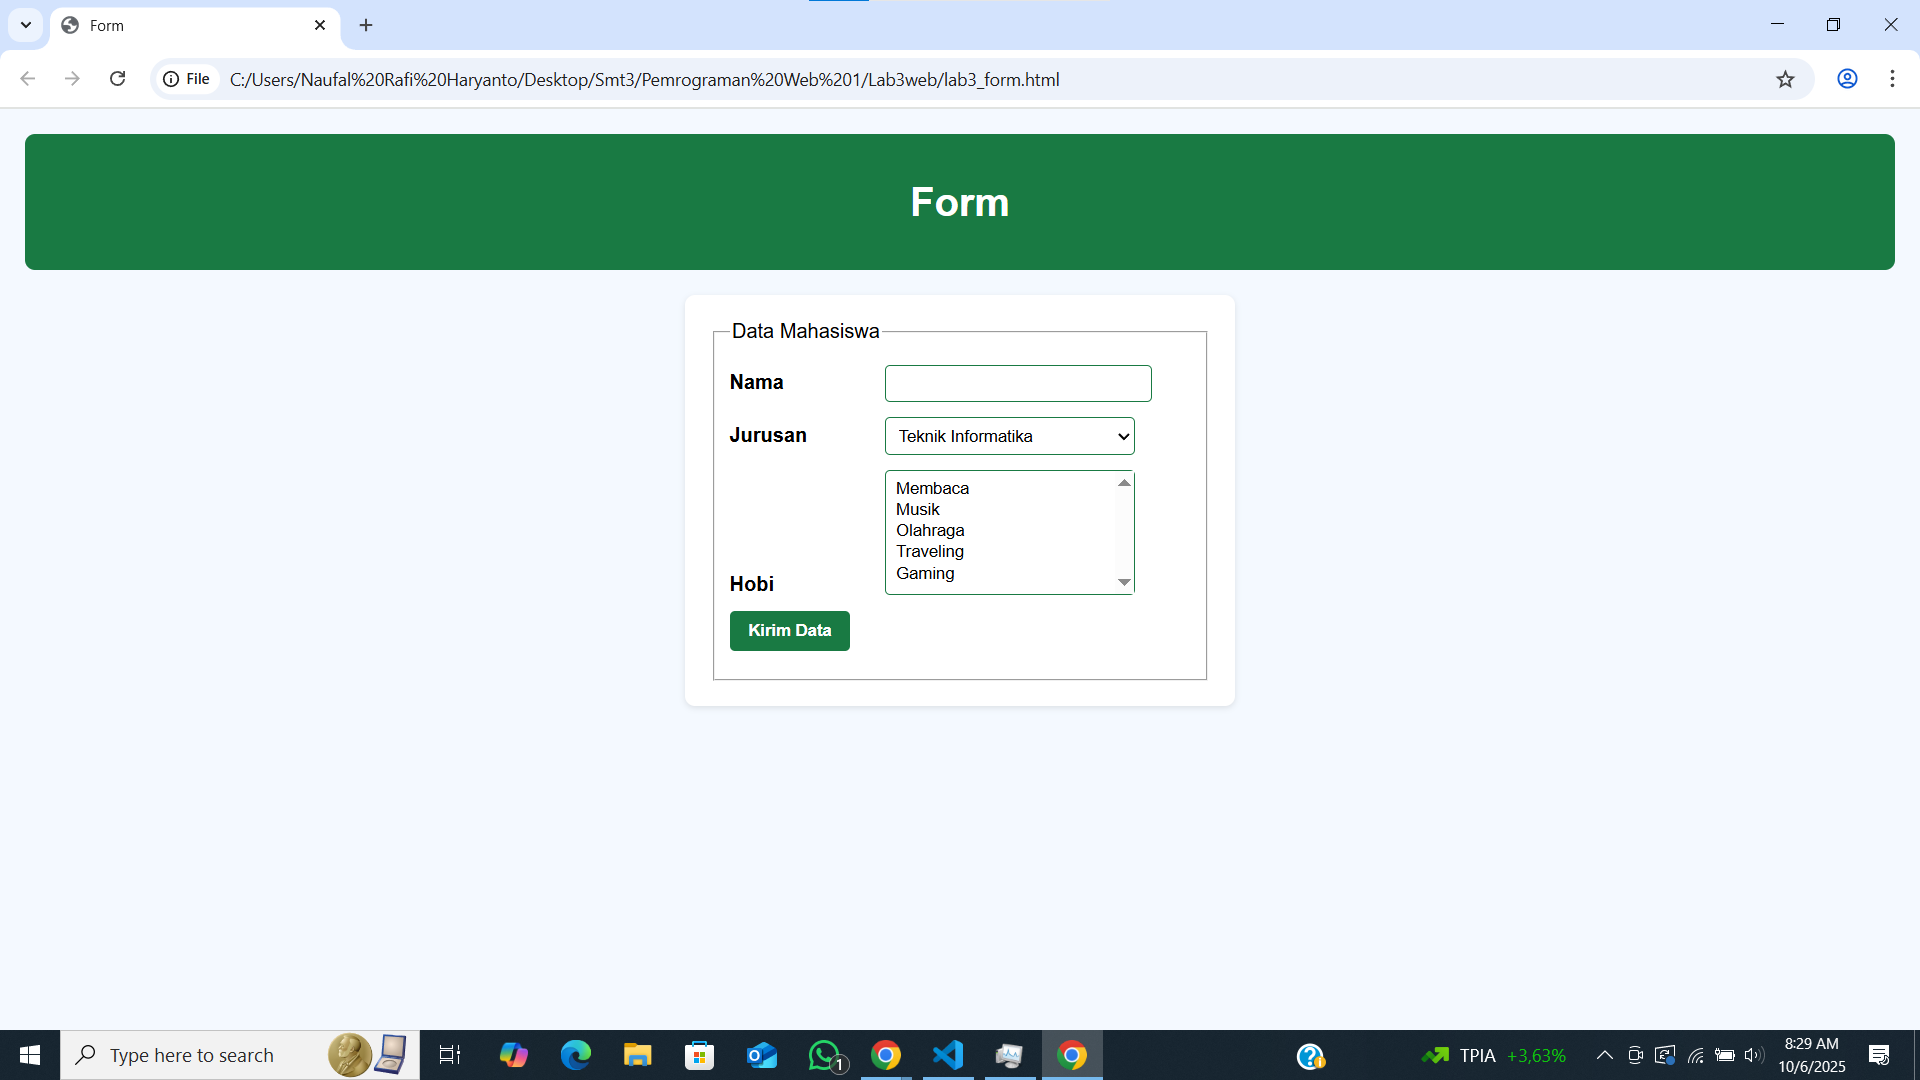 Form
File
C:/Users/Naufal%20Rafi%20Haryanto/Desktop/Smt3/Pemrograman%20Web%201/Lab3web/lab3_form.html
Form
Data Mahasiswa
Nama
Jurusan
Teknik Informatika
Membaca
Musik
Olahraga
Traveling
Gaming
Hobi
Kirim Data
Type here to search
1
TPIA +3,63%
8:29 AM
10/6/2025